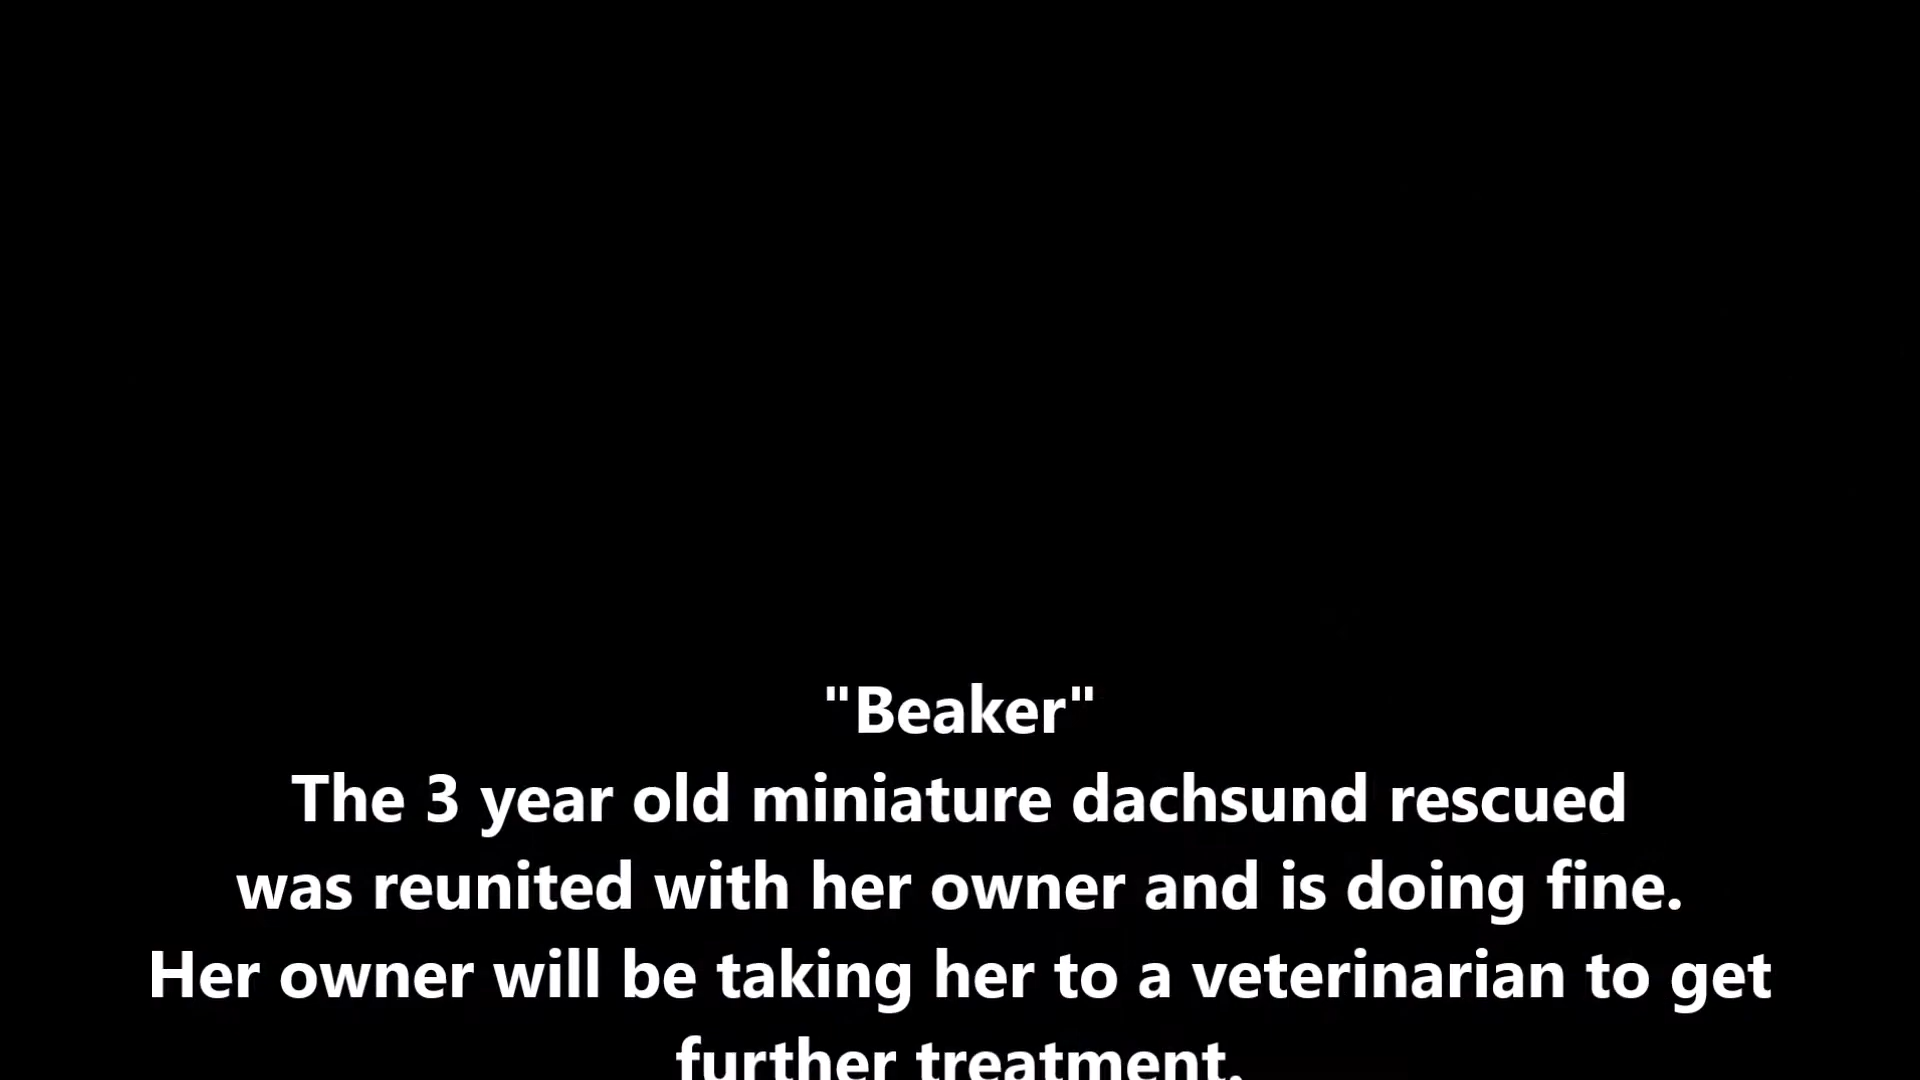 "Beaker"
The 3 year old miniature dachsund rescued
was reunited with her owner and is doing fine.
Her owner will be taking her to a veterinarian to get
further treatment.